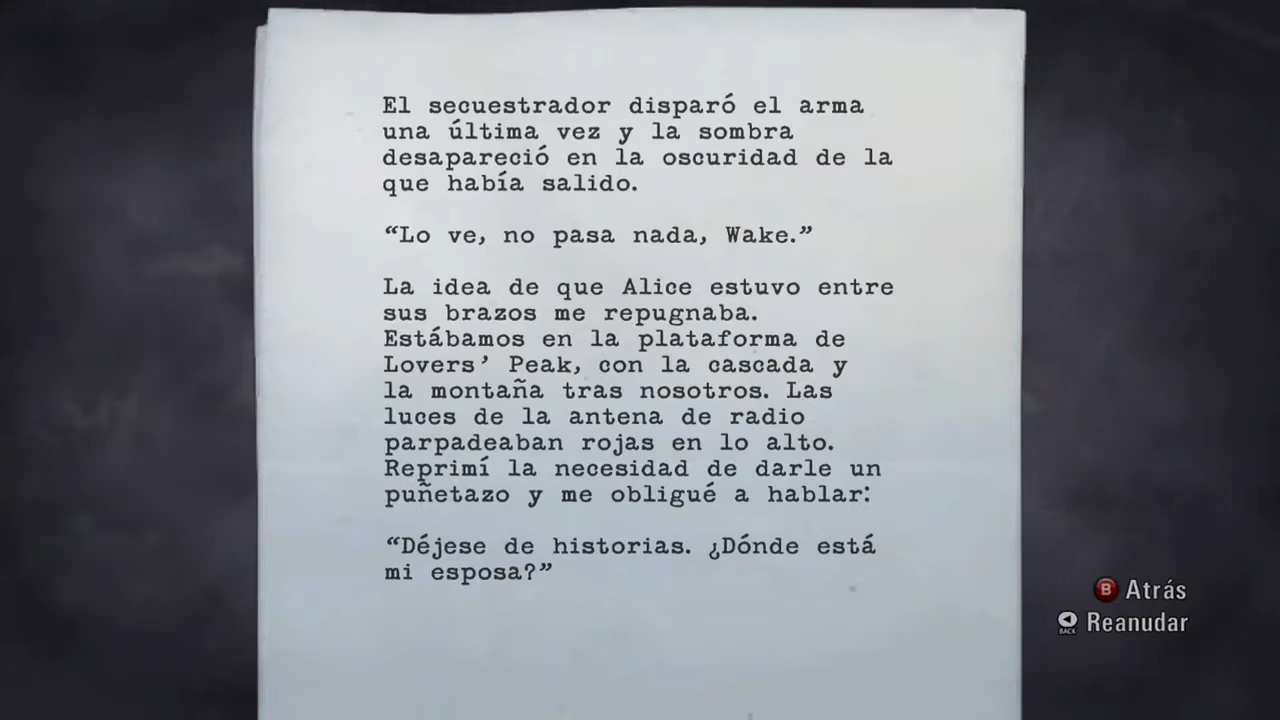 El secuestrador disparó el arma
una última vez y la sombra
desapareció en la oscuridad de la
que había salido.
“Lo ve, no pasa nada, Wake.”
La idea de que Alice estuvo entre
sus brazos me repugnaba.
Estábamos en la plataforma de
Lovers’ Peak, con la cascada y
la montaña tras nosotros. Las
luces de la antena de radio
parpadeaban rojas en lo alto.
Reprimí la necesidad de darle un
puñetazo y me obligué a hablar:
“Déjese de historias. ¿Dónde está
mi esposa?”
B Atrás
BACK Reanudar